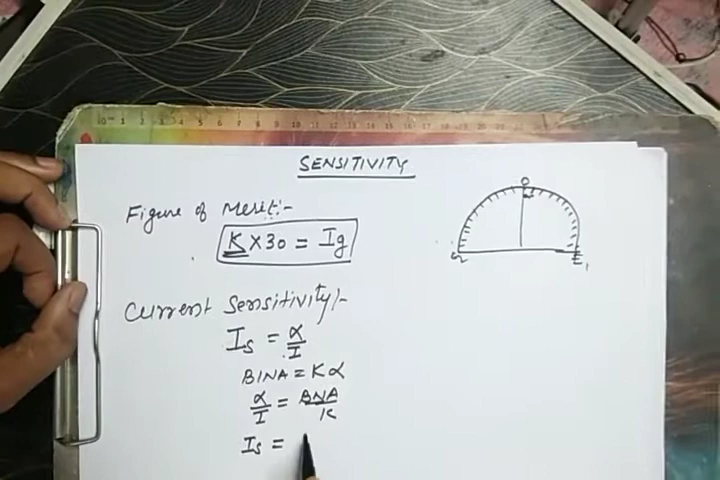 SENSITIVITY
Figure of Merit:-
K × 30 = Ig
Current Sensitivity:-
Is = α/I
BINA = Kα
α/I = BNA/K
Is =